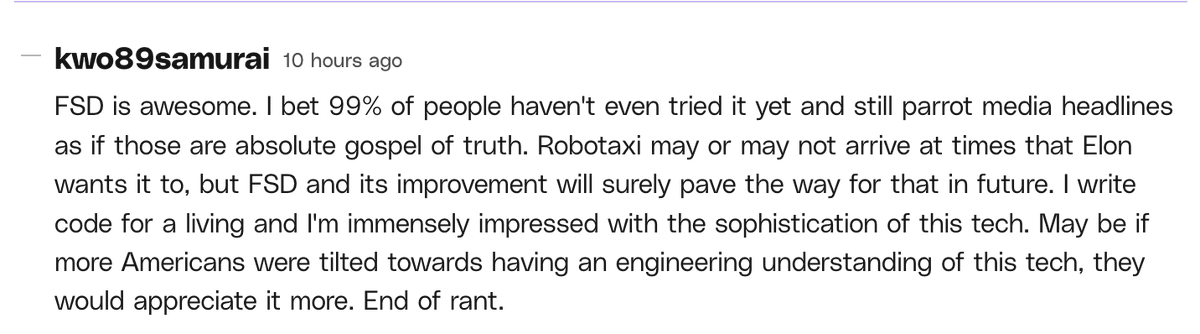 kwo89samurai 10 hours ago
FSD is awesome. I bet 99% of people haven't even tried it yet and still parrot media headlines
as if those are absolute gospel of truth. Robotaxi may or may not arrive at times that Elon
wants it to, but FSD and its improvement will surely pave the way for that in future. I write
code for a living and I'm immensely impressed with the sophistication of this tech. May be if
more Americans were tilted towards having an engineering understanding of this tech, they
would appreciate it more. End of rant.